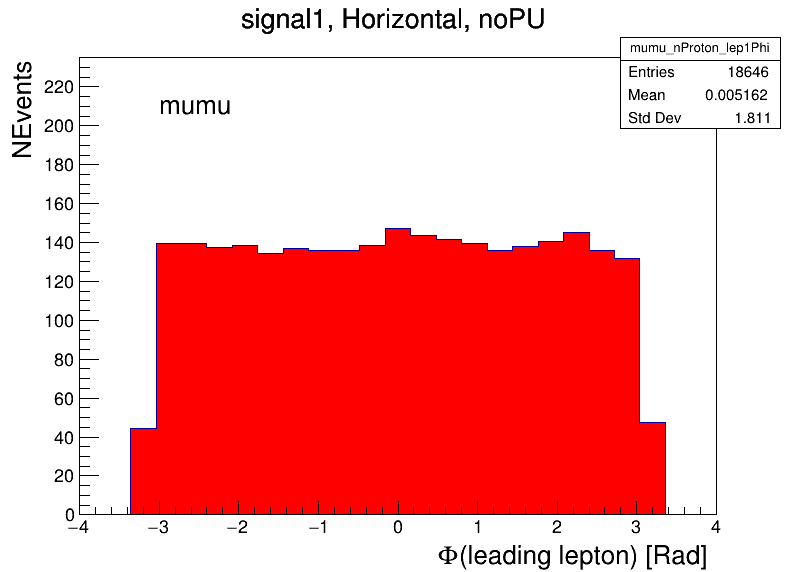 signal1, Horizontal, noPU
mumu_nProton_lep1Phi
Entries 18646
Mean 0.005162
Std Dev 1.811
NEvents
mumu
220
200
180
160
140
120
100
80
60
40
20
0
−4 −3 −2 −1 0 1 2 3 4
Φ(leading lepton) [Rad]